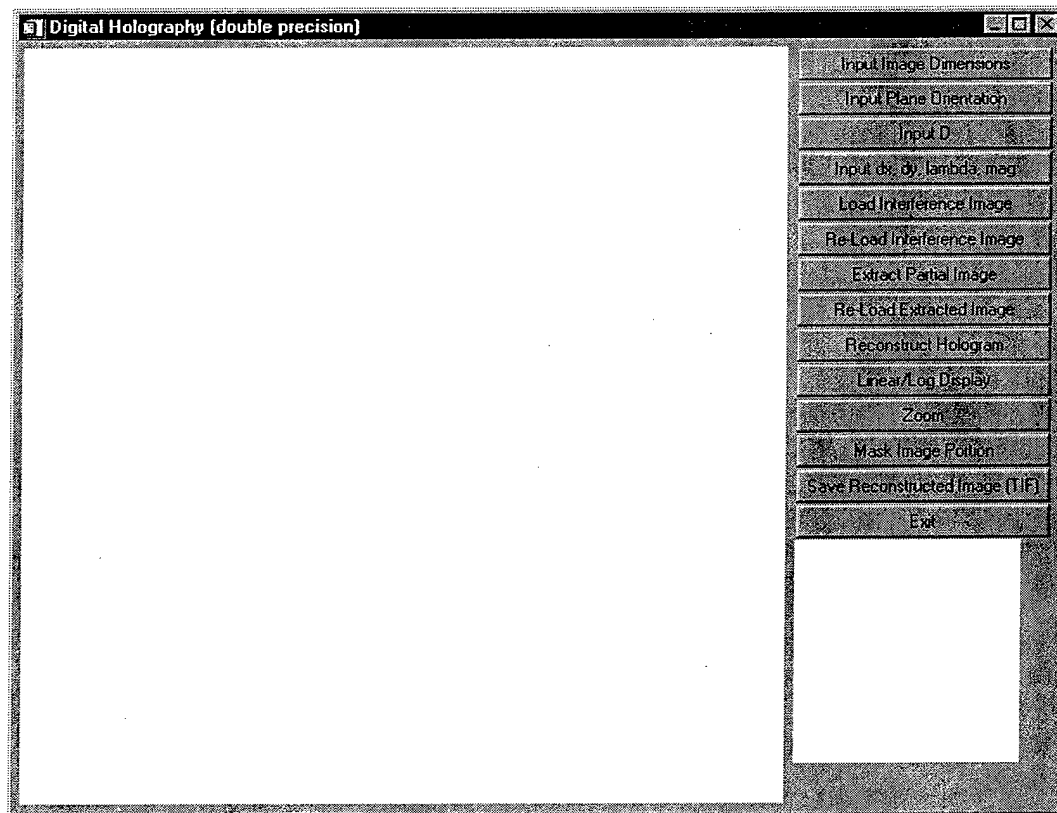 Digital Holography (double precision)
Input Image Dimensions
Input Plane Orientation
Input D
Input dx, dy, lambda, mag
Load Interference Image
Re-Load Interference Image
Extract Partial Image
Re-Load Extracted Image
Reconstruct Hologram
Linear/Log Display
Zoom
Mask Image Portion
Save Reconstructed Image (TIF)
Exit